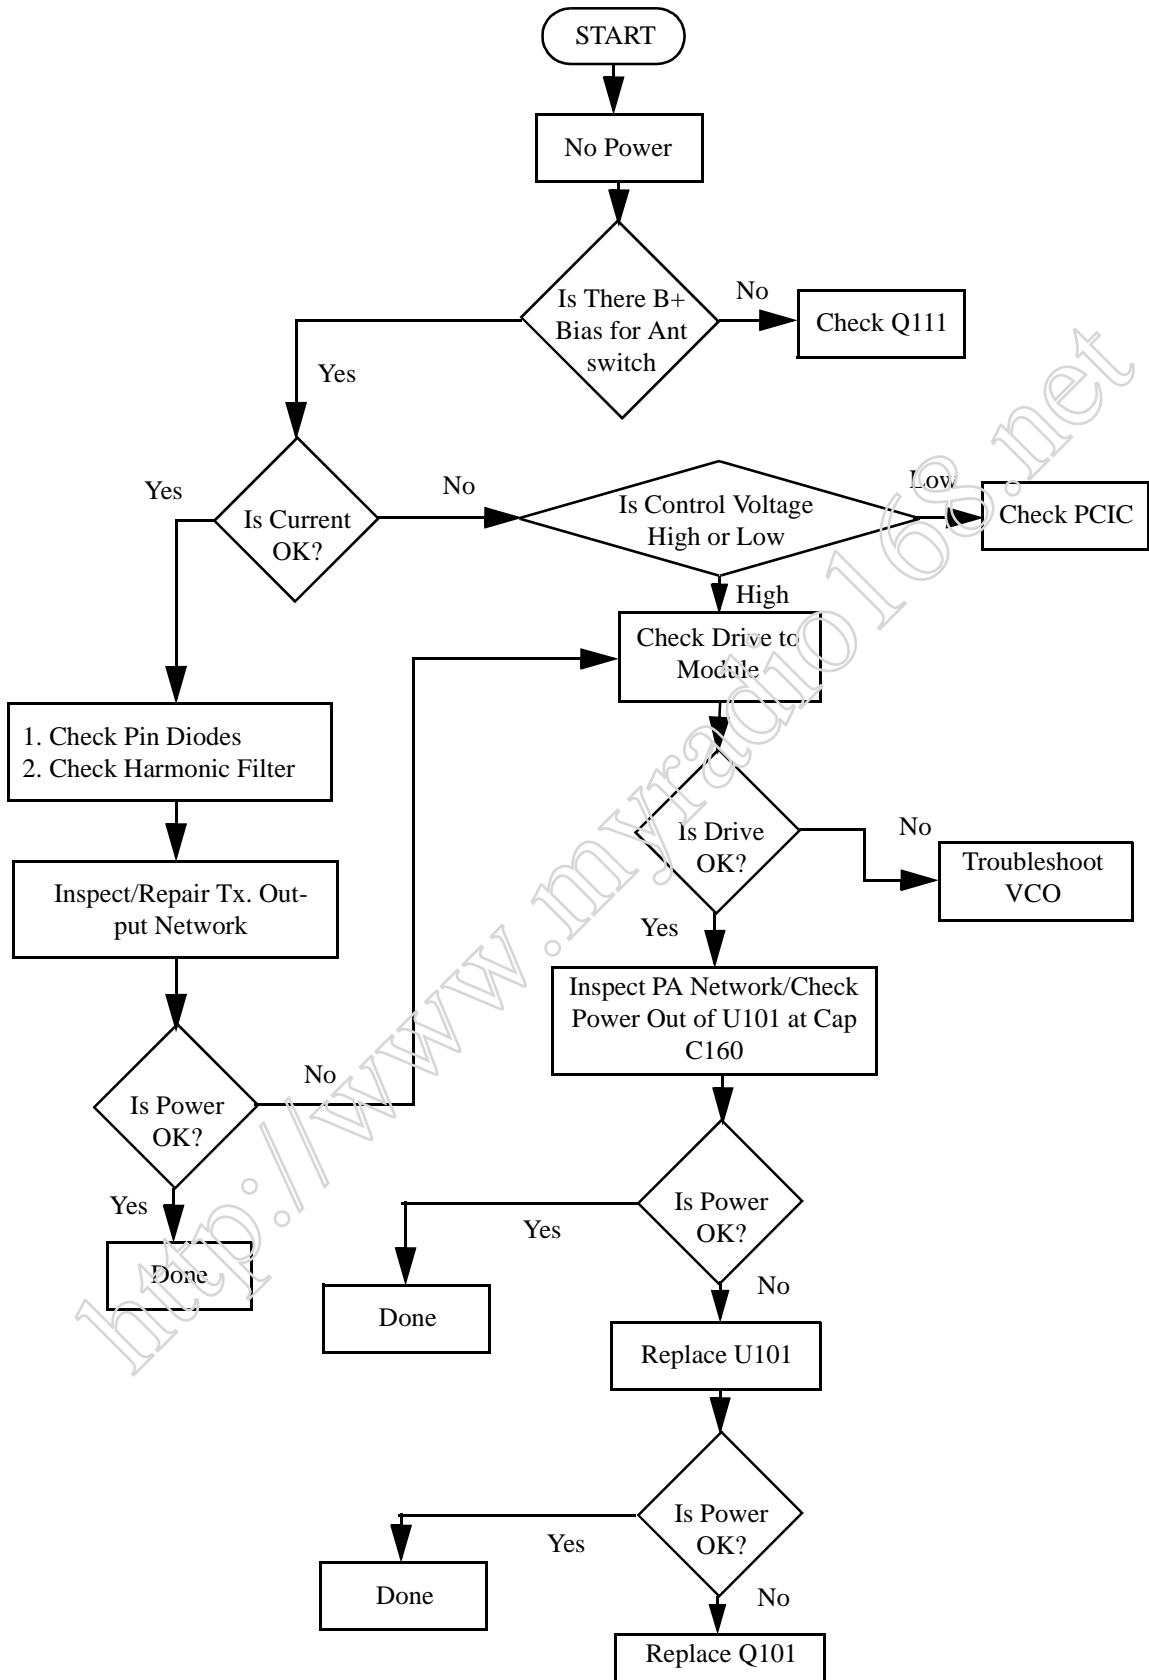 START
No Power
Is There B+
Bias for Ant
switch
No
Check Q111
Yes
Is Current
OK?
Yes
No
Is Control Voltage
High or Low
Low
Check PCIC
High
Check Drive to
Module
1. Check Pin Diodes
2. Check Harmonic Filter
Is Drive
OK?
No
Troubleshoot
VCO
Yes
Inspect/Repair Tx. Out-
put Network
Inspect PA Network/Check
Power Out of U101 at Cap
C160
Is Power
OK?
No
Yes
Done
Is Power
OK?
Yes
Done
No
Replace U101
Is Power
OK?
Yes
Done
No
Replace Q101
http://www.myradio168.net